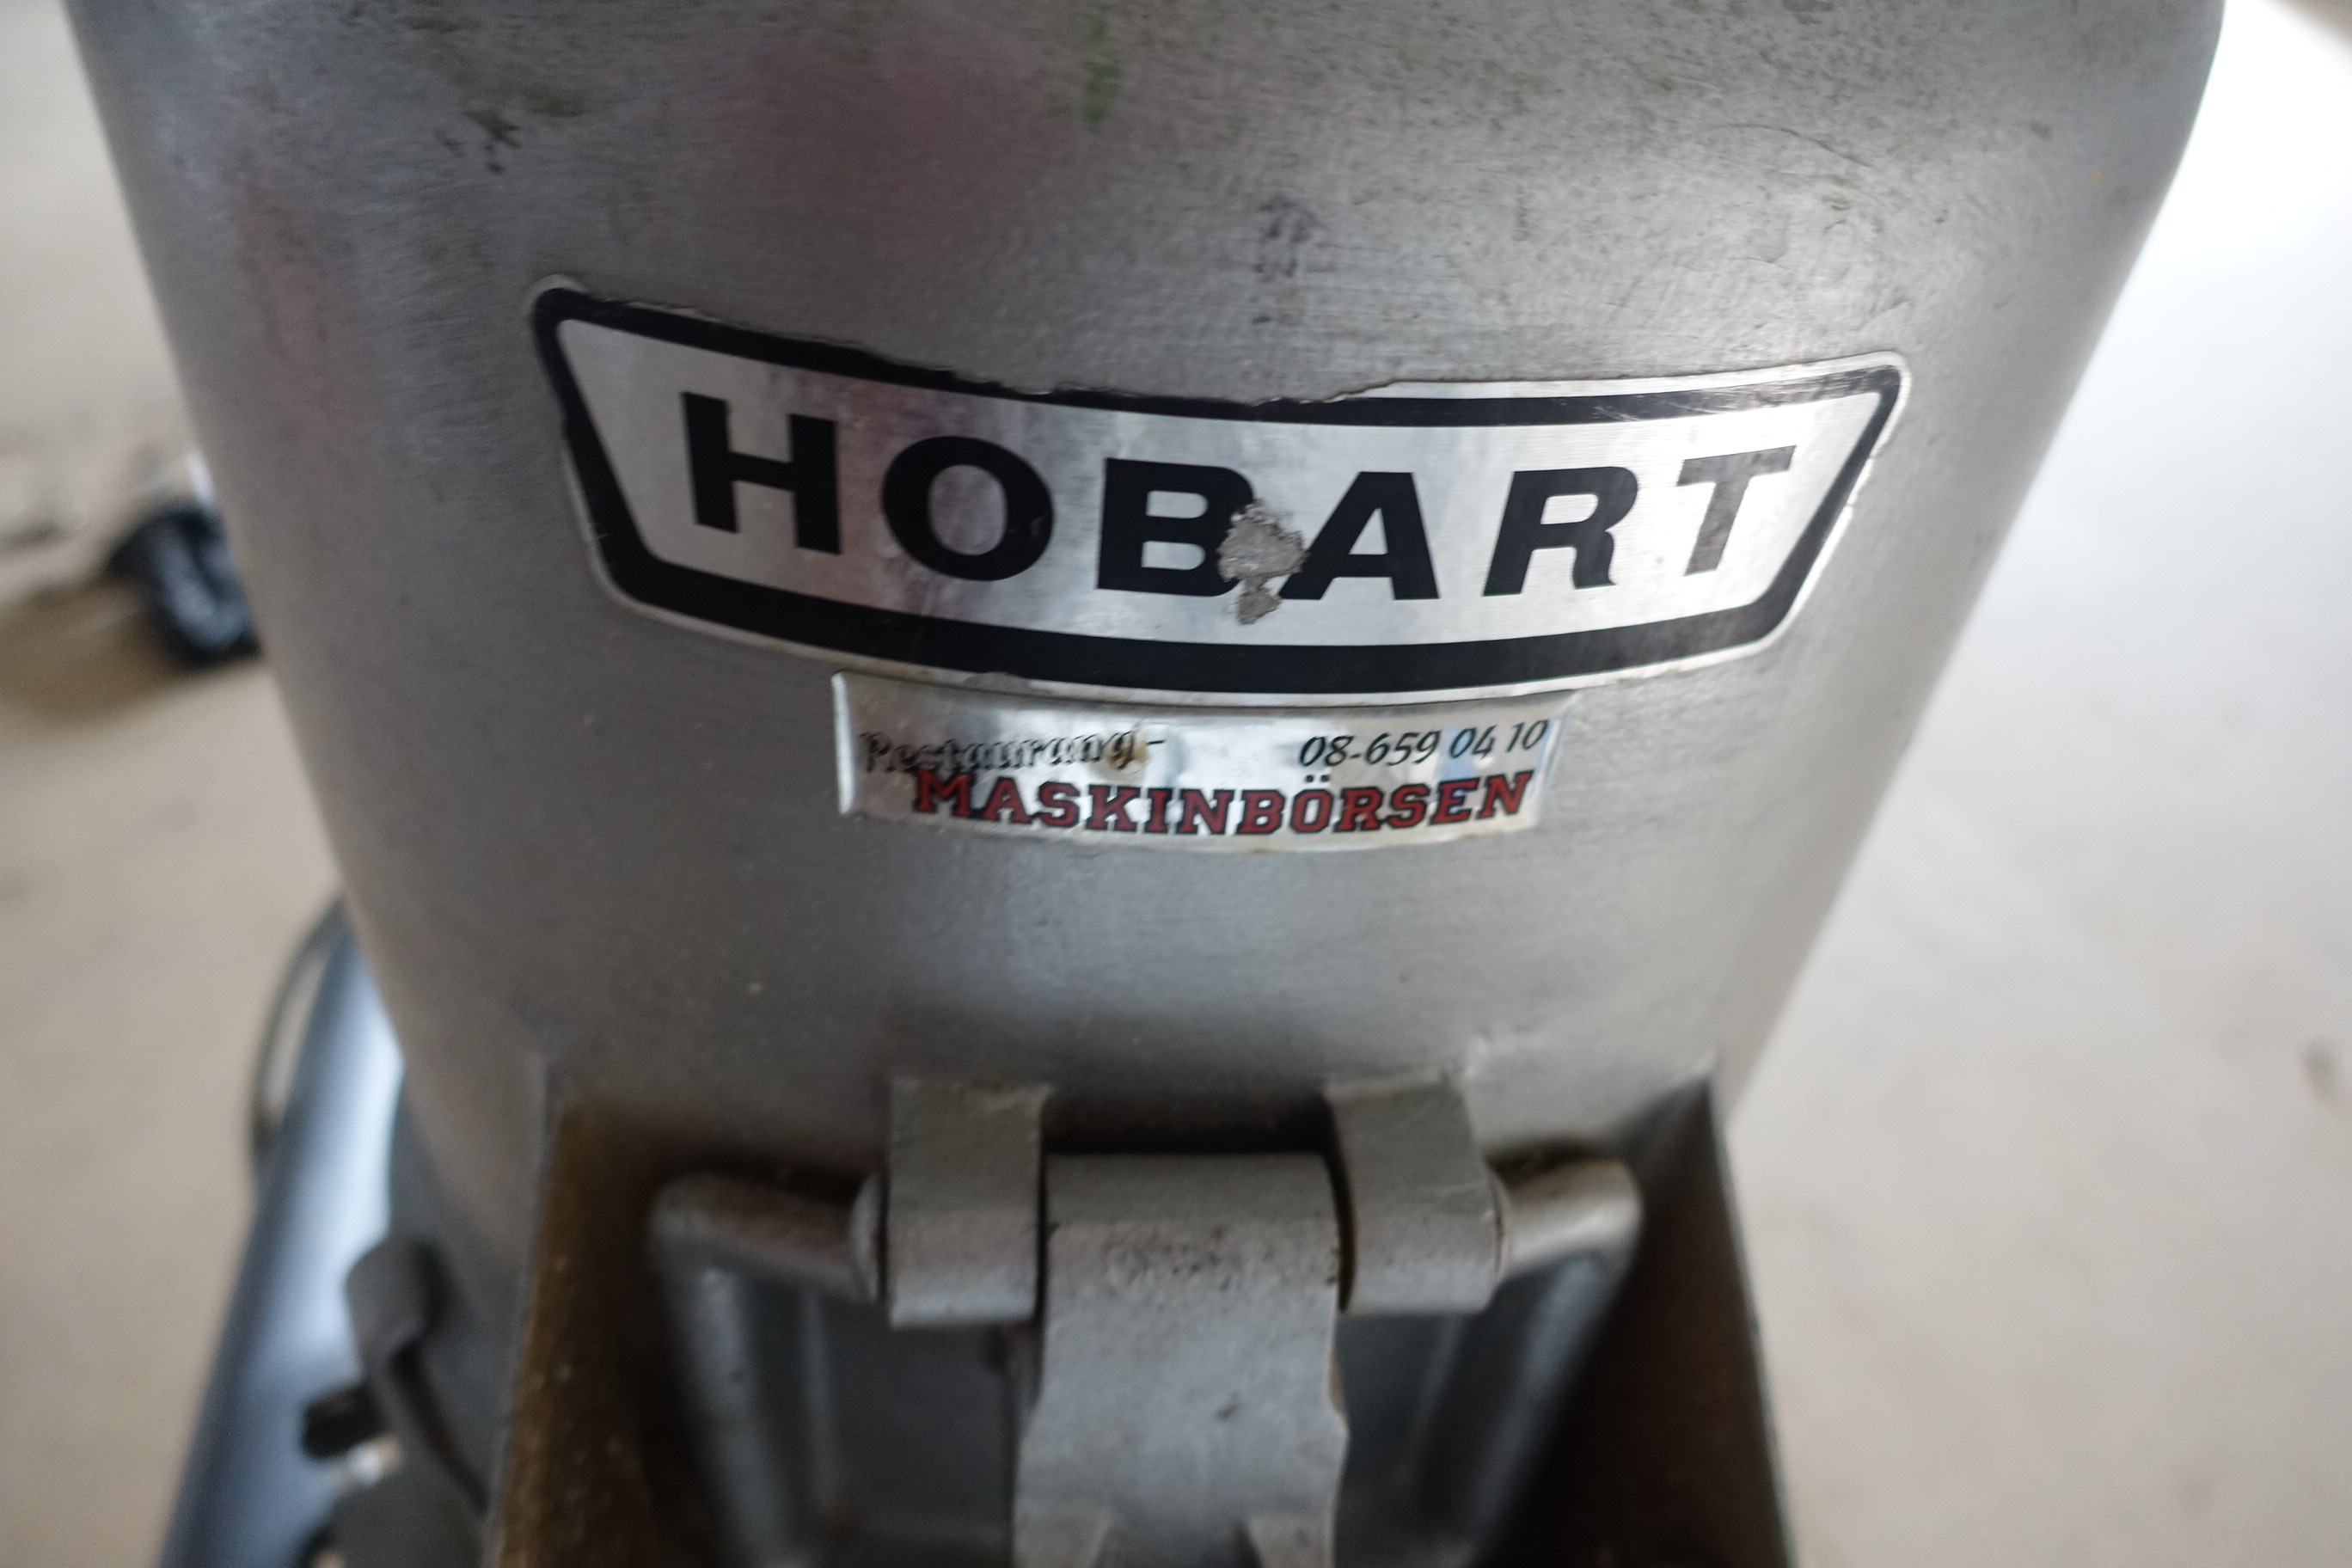 HOBART
Restaurang- 08-659 04 10
MASKINBÖRSEN